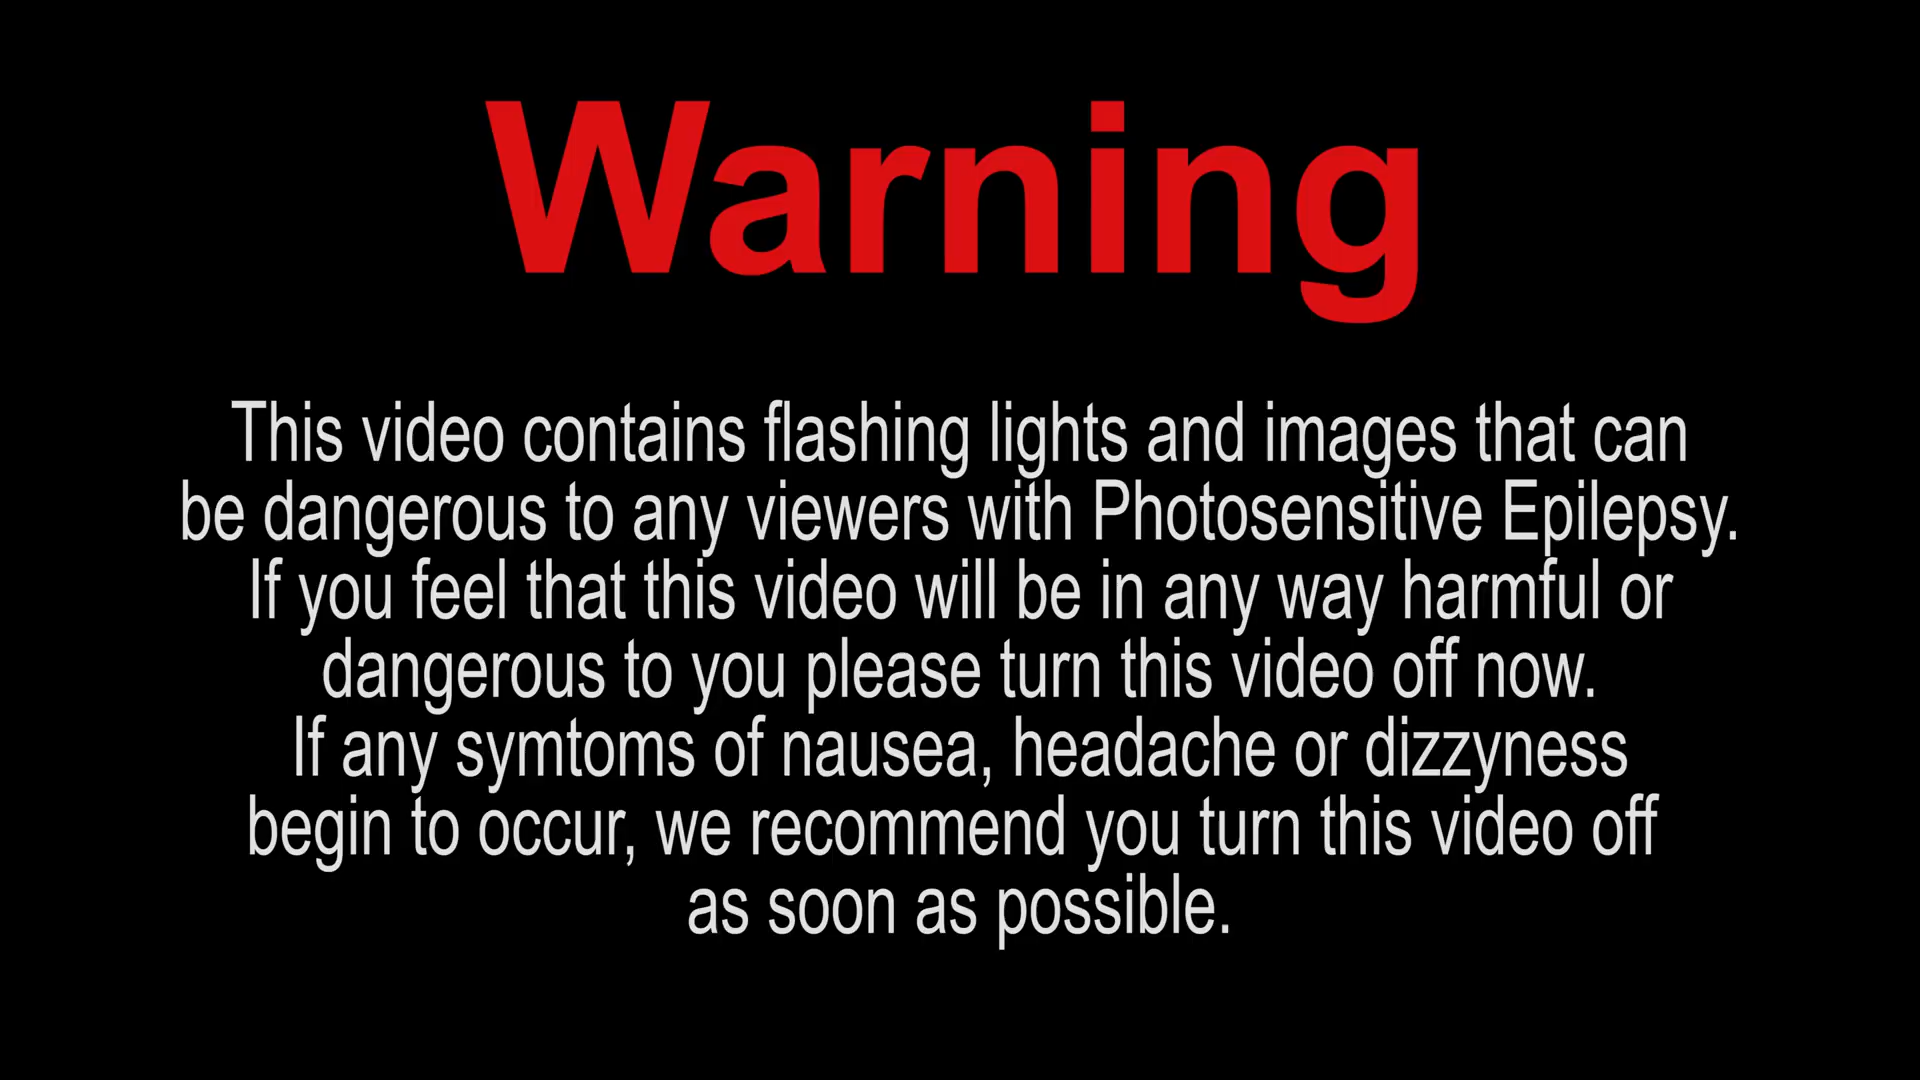 Warning
This video contains flashing lights and images that can
be dangerous to any viewers with Photosensitive Epilepsy.
If you feel that this video will be in any way harmful or
dangerous to you please turn this video off now.
If any symtoms of nausea, headache or dizzyness
begin to occur, we recommend you turn this video off
as soon as possible.